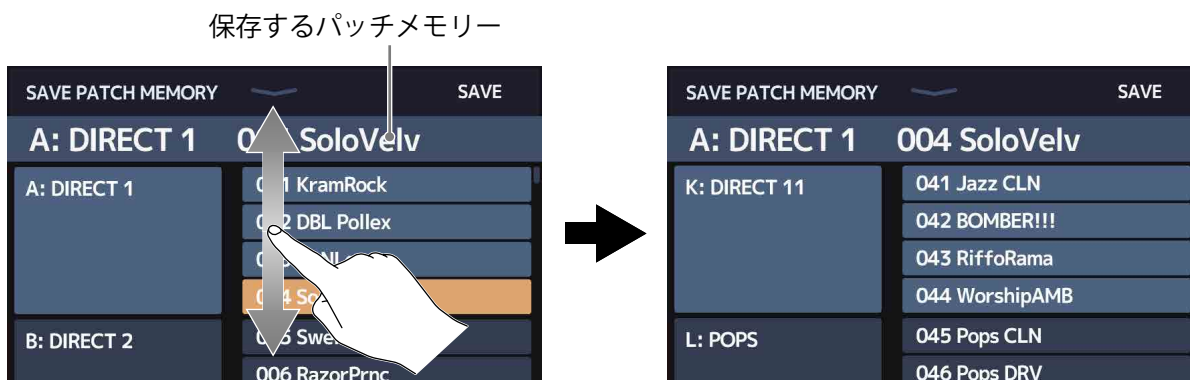 保存するパッチメモリー
SAVE PATCH MEMORY SAVE
A: DIRECT 1 SoloVelv
A: DIRECT 1
KramRock
DBL Pollex
B: DIRECT 2
006 RazorPrnc
SAVE PATCH MEMORY SAVE
A: DIRECT 1 004 SoloVelv
K: DIRECT 11
041 Jazz CLN
042 BOMBER!!!
043 RiffoRama
044 WorshipAMB
L: POPS
045 Pops CLN
046 Pops DRV